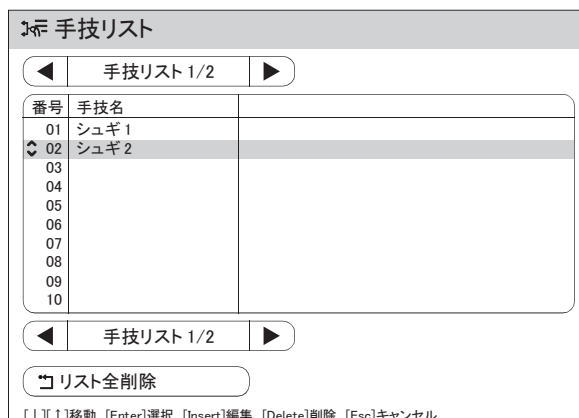 手技リスト
手技リスト 1/2
番号 手技名
01 シュギ 1
02 シュギ 2
03
04
05
06
07
08
09
10
手技リスト 1/2
リスト全削除
[↓][↑]移動 [Enter]選択 [Insert]編集 [Delete]削除 [Esc]キャンセル